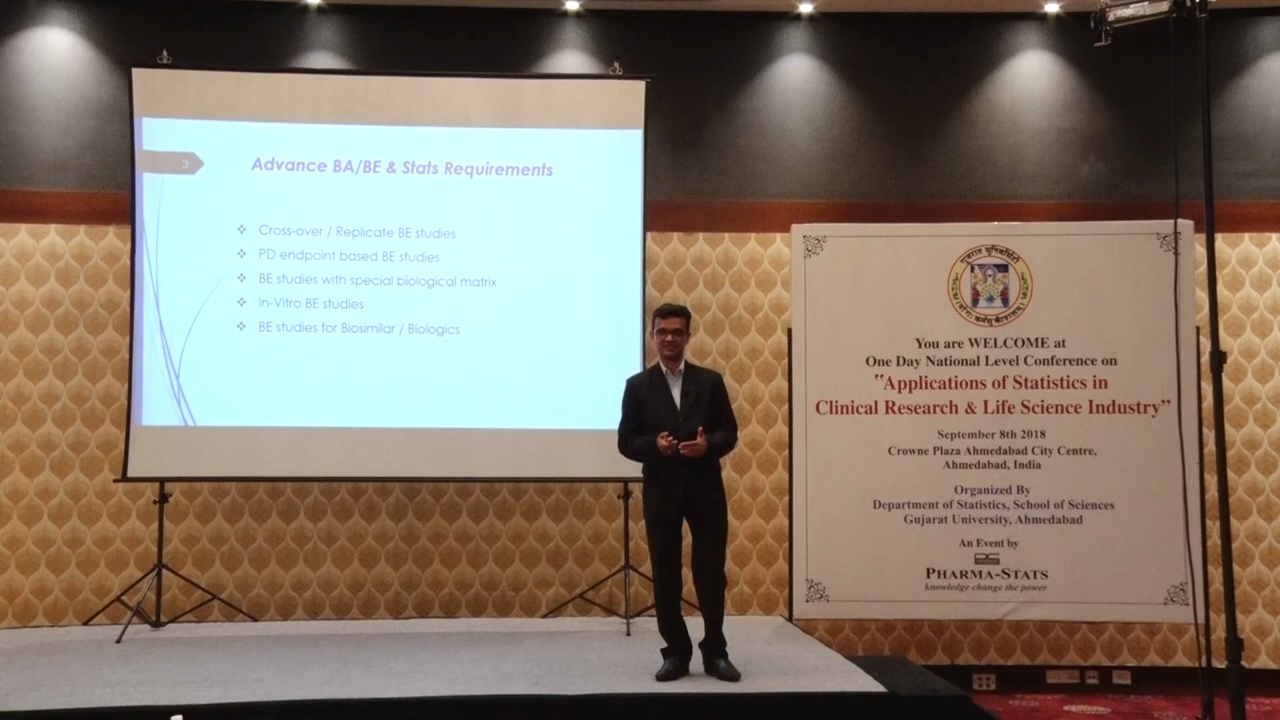 3
Advance BA/BE & Stats Requirements
Cross-over / Replicate BE studies
PD endpoint based BE studies
BE studies with special biological matrix
In-Vitro BE studies
BE studies for Biosimilar / Biologics
गुजरात युनिवर्सिटी
You are WELCOME at
One Day National Level Conference on
"Applications of Statistics in
Clinical Research & Life Science Industry"
September 8th 2018
Crowne Plaza Ahmedabad City Centre,
Ahmedabad, India
Organized By
Department of Statistics, School of Sciences
Gujarat University, Ahmedabad
An Event by
PHARMA-STATS
knowledge change the power